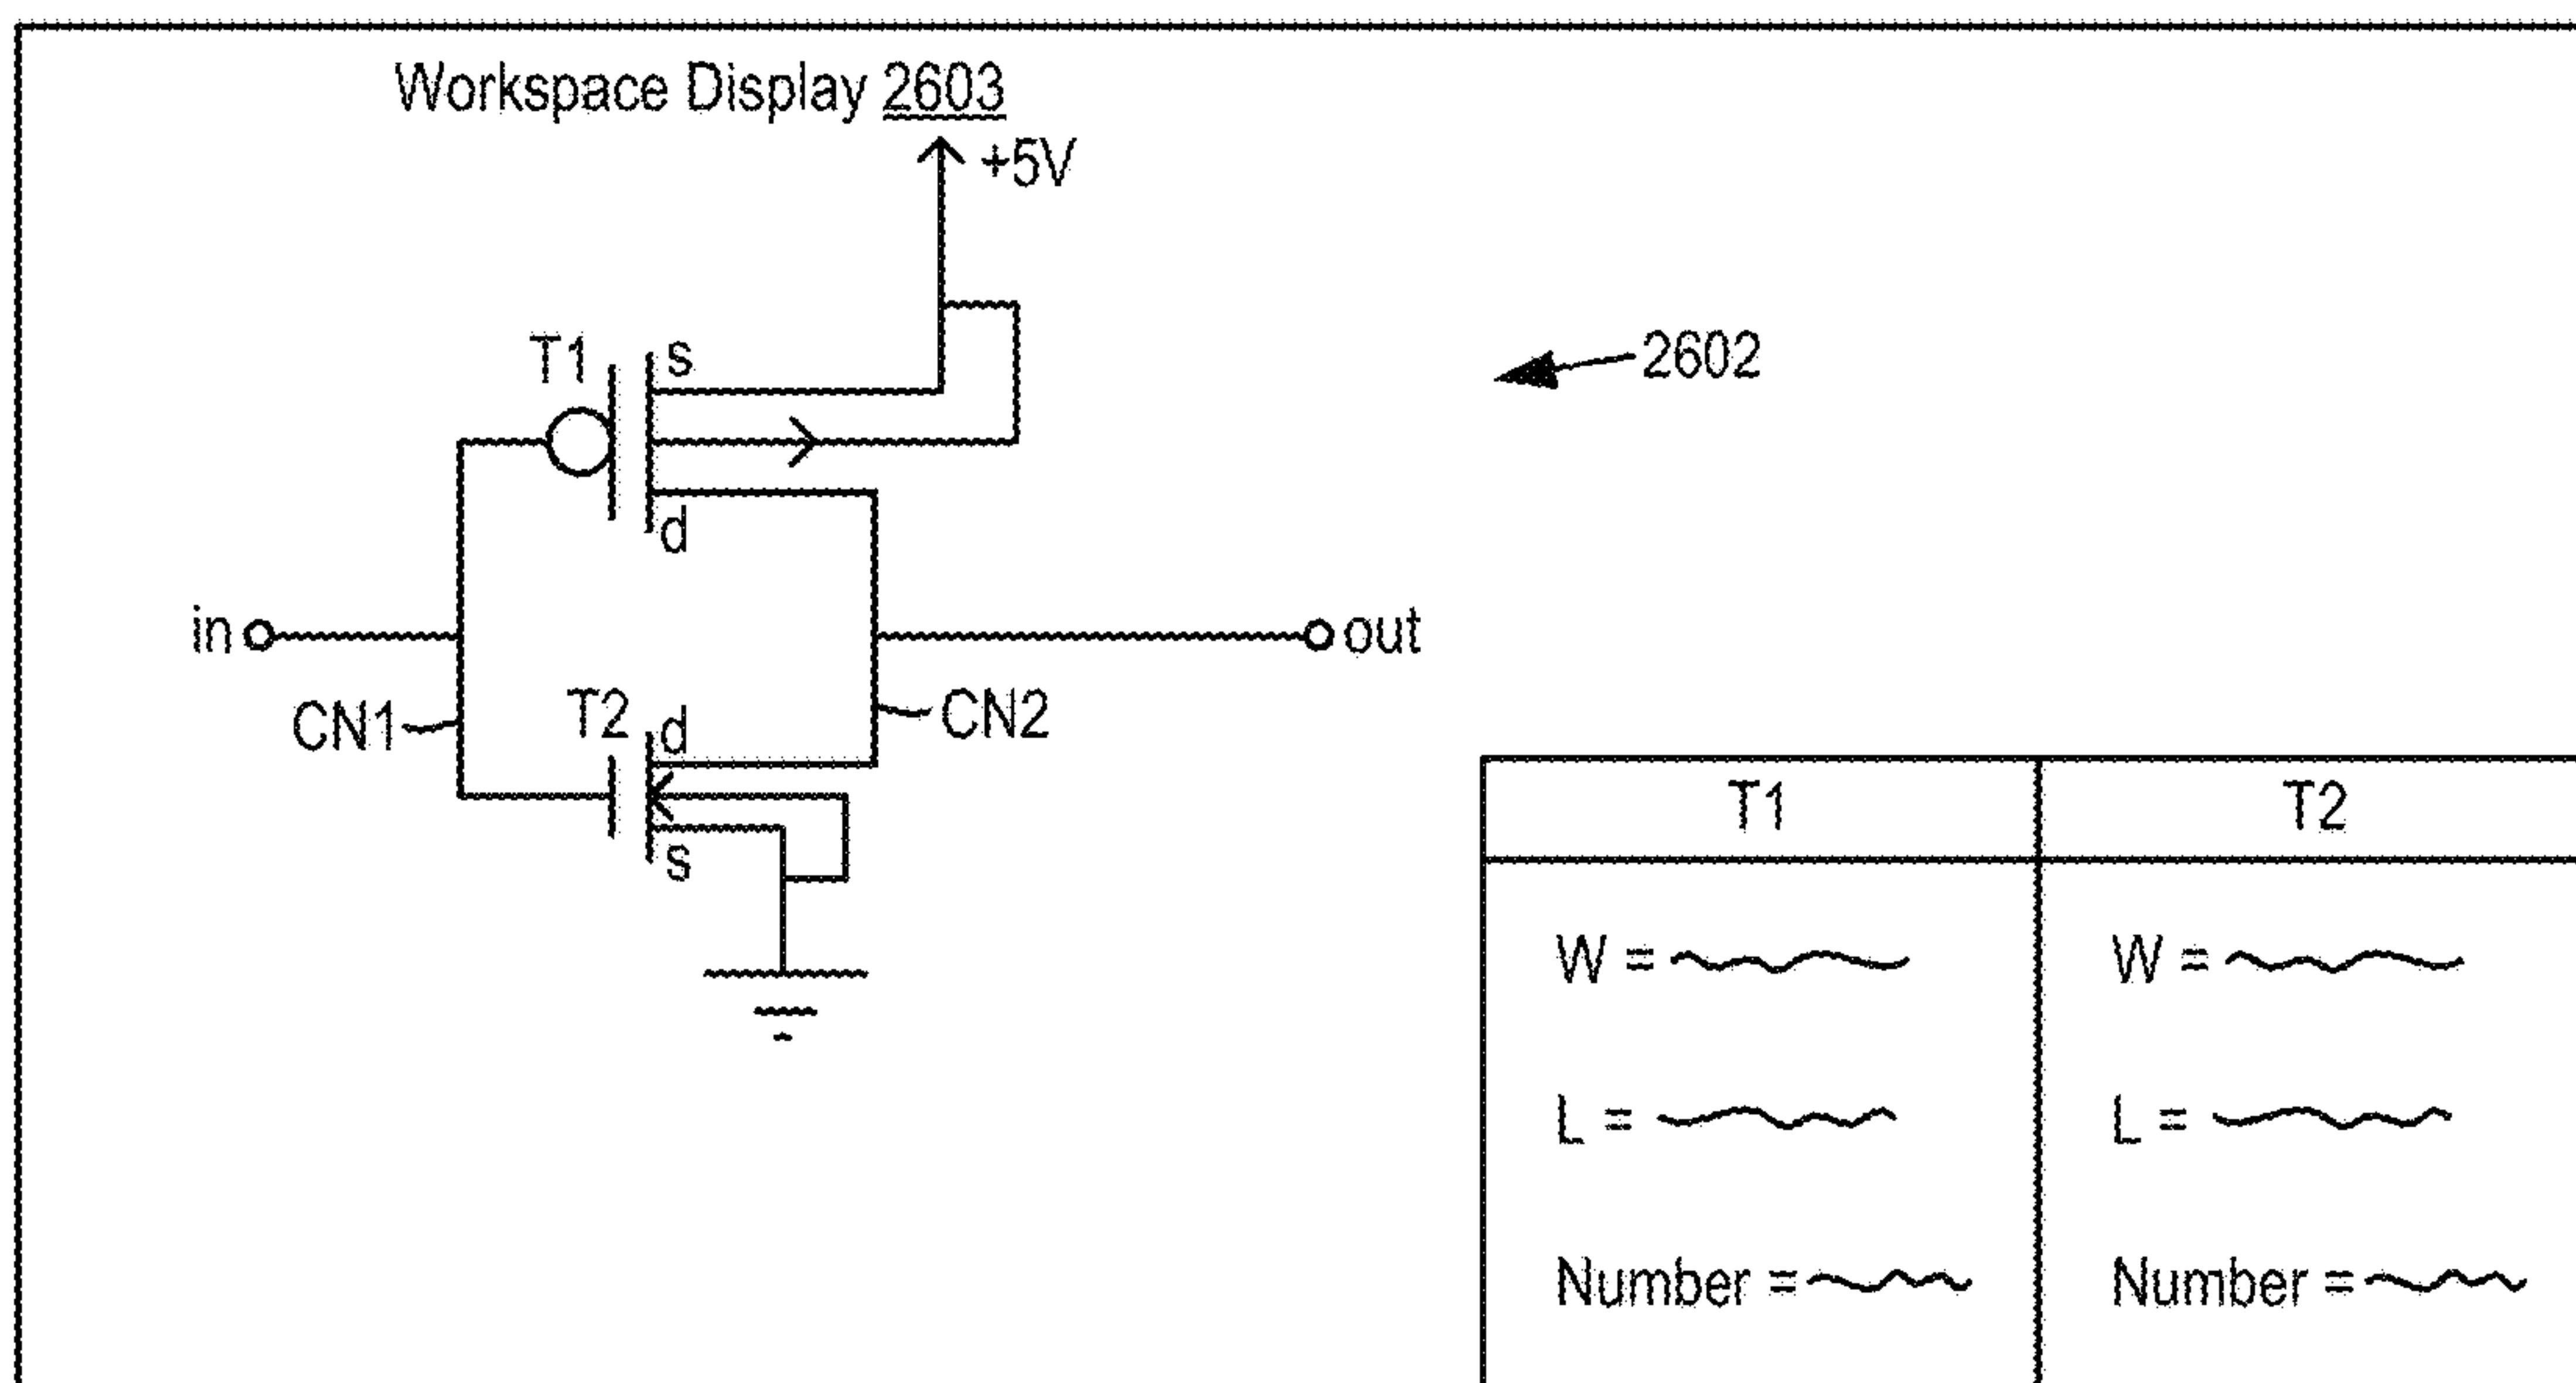 Workspace Display 2603
+5V
T1
s
2602
d
in
out
CN1
T2
d
CN2
s
T1 T2
W = W =
L = L =
Number = Number =